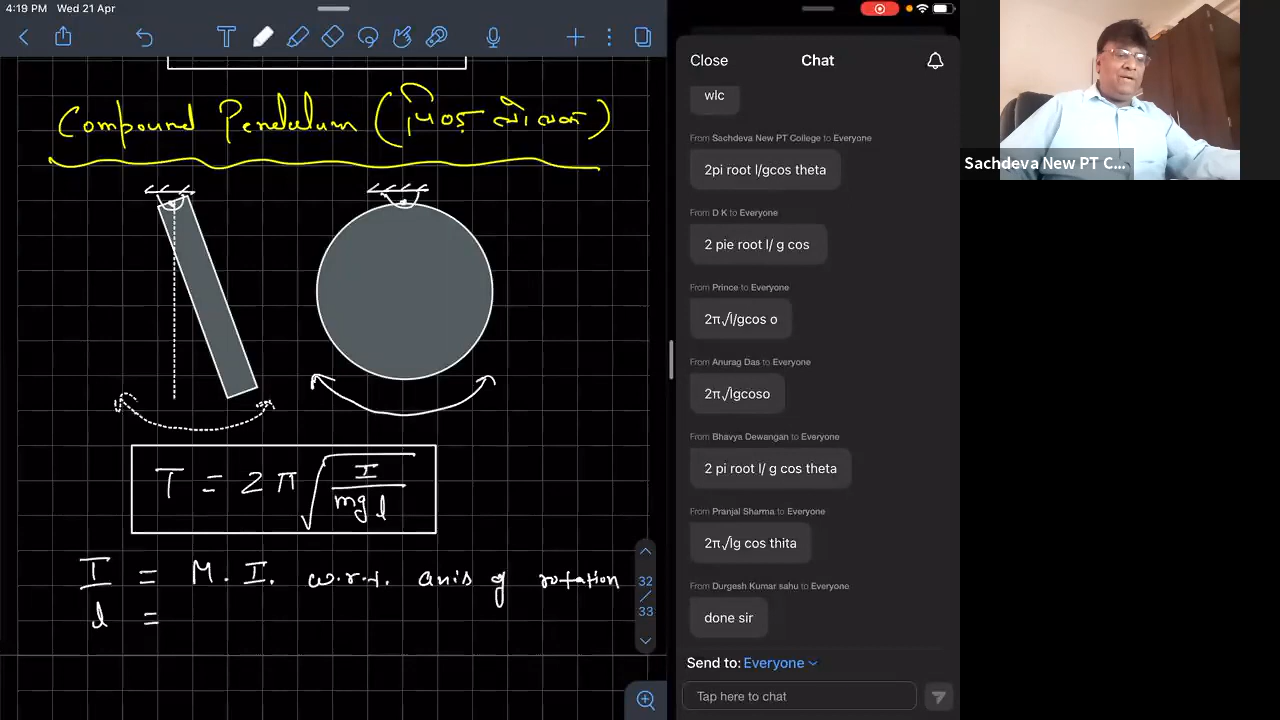 4:19 PM Wed 21 Apr
Compound Pendulum (पिण्ड लोलक)
T = 2π√(I/mgl)
I = M.I. w.r.t. axis of rotation
l =
32
/
33
Close
Chat
wlc
From Sachdeva New PT College to Everyone
2pi root l/gcos theta
From D K to Everyone
2 pie root l/ g cos
From Prince to Everyone
2π√l/gcos o
From Anurag Das to Everyone
2π√lgcoso
From Bhavya Dewangan to Everyone
2 pi root l/ g cos theta
From Pranjal Sharma to Everyone
2π√lg cos thita
From Durgesh Kumar sahu to Everyone
done sir
Send to: Everyone
Tap here to chat
Sachdeva New PT C...